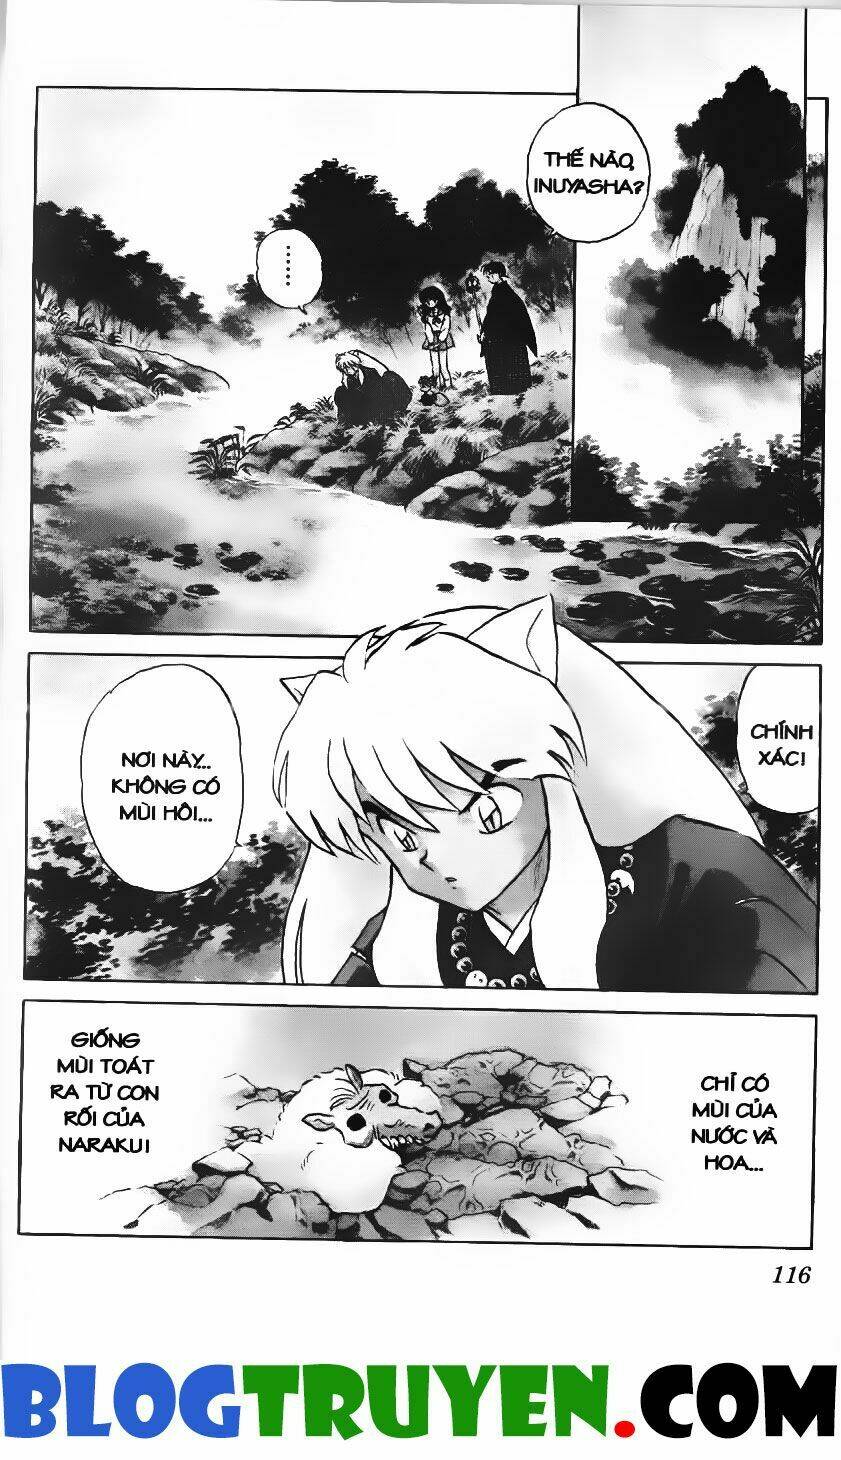 THẾ NÀO,
INUYASHA?
......
CHÍNH
XÁC!
NƠI NÀY...
KHÔNG CÓ
MÙI HÔI...
CHỈ CÓ
MÙI CỦA
NƯỚC VÀ
HOA...
GIỐNG
MÙI TOÁT
RA TỪ CON
RỐI CỦA
NARAKU!
116
BLOGTRUYEN.COM